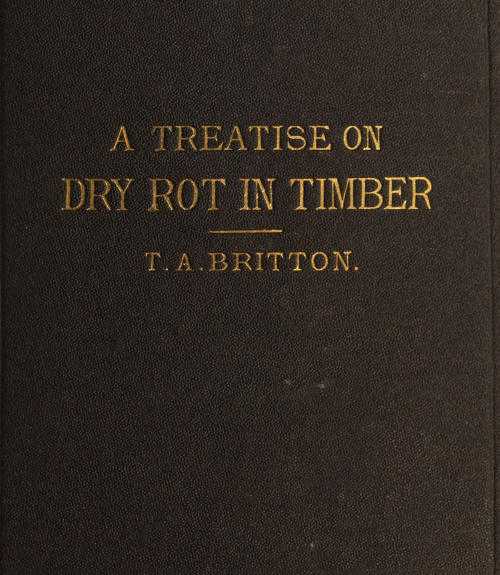 A TREATISE ON
DRY ROT IN TIMBER
T. A. BRITTON.